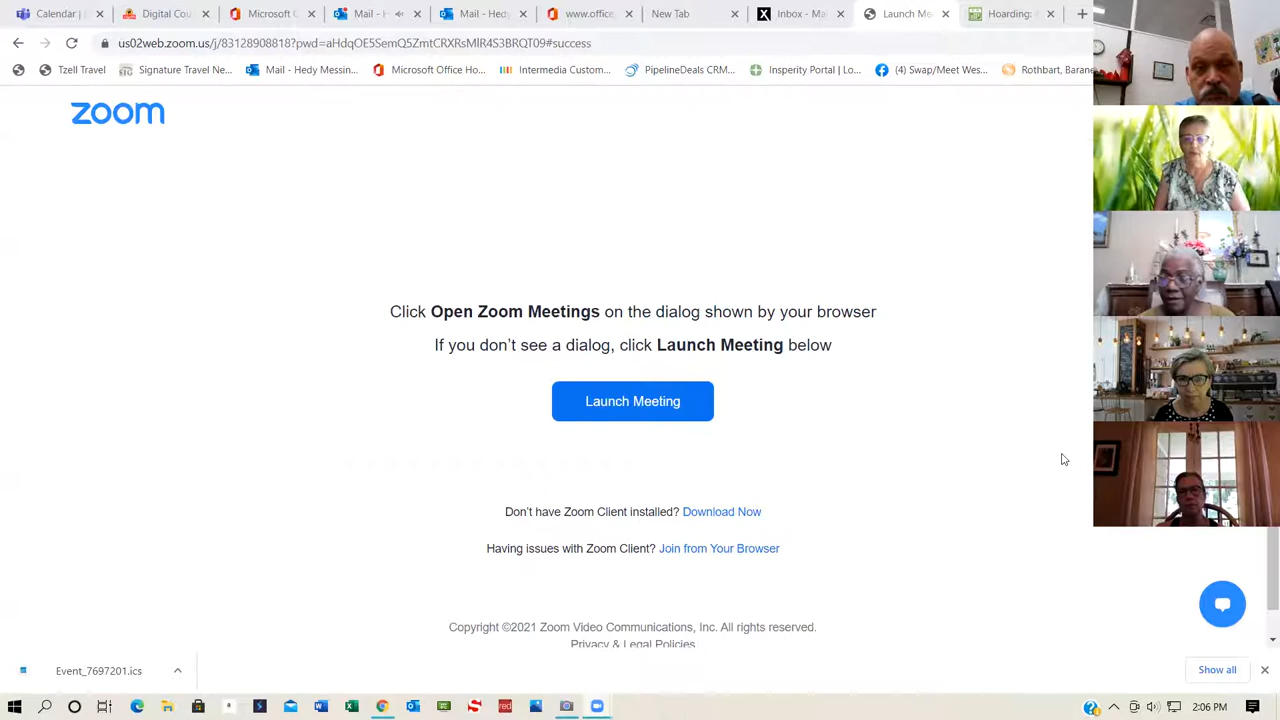 Calendar
Digital Cou
Microsoft O
Mail - H
Mail - Hedy
www.office
New Tab
Inbox - Ma
Launch Me
Hoarding:
us02web.zoom.us/j/83128908818?pwd=aHdqOE5SemQ5ZmtCRXRsMlR4S3BRQT09#success
Tzell Travel
Signature Travel Ne...
Mail - Hedy Messin...
Microsoft Office Ho...
Intermedia Custom...
PipelineDeals CRM...
Insperity Portal | Lo...
(4) Swap/Meet Wes...
Rothbart, Barane
zoom
Click Open Zoom Meetings on the dialog shown by your browser
If you don't see a dialog, click Launch Meeting below
Launch Meeting
Don't have Zoom Client installed? Download Now
Having issues with Zoom Client? Join from Your Browser
Copyright ©2021 Zoom Video Communications, Inc. All rights reserved.
Privacy & Legal Policies
Event_7697201.ics
Show all
2:06 PM